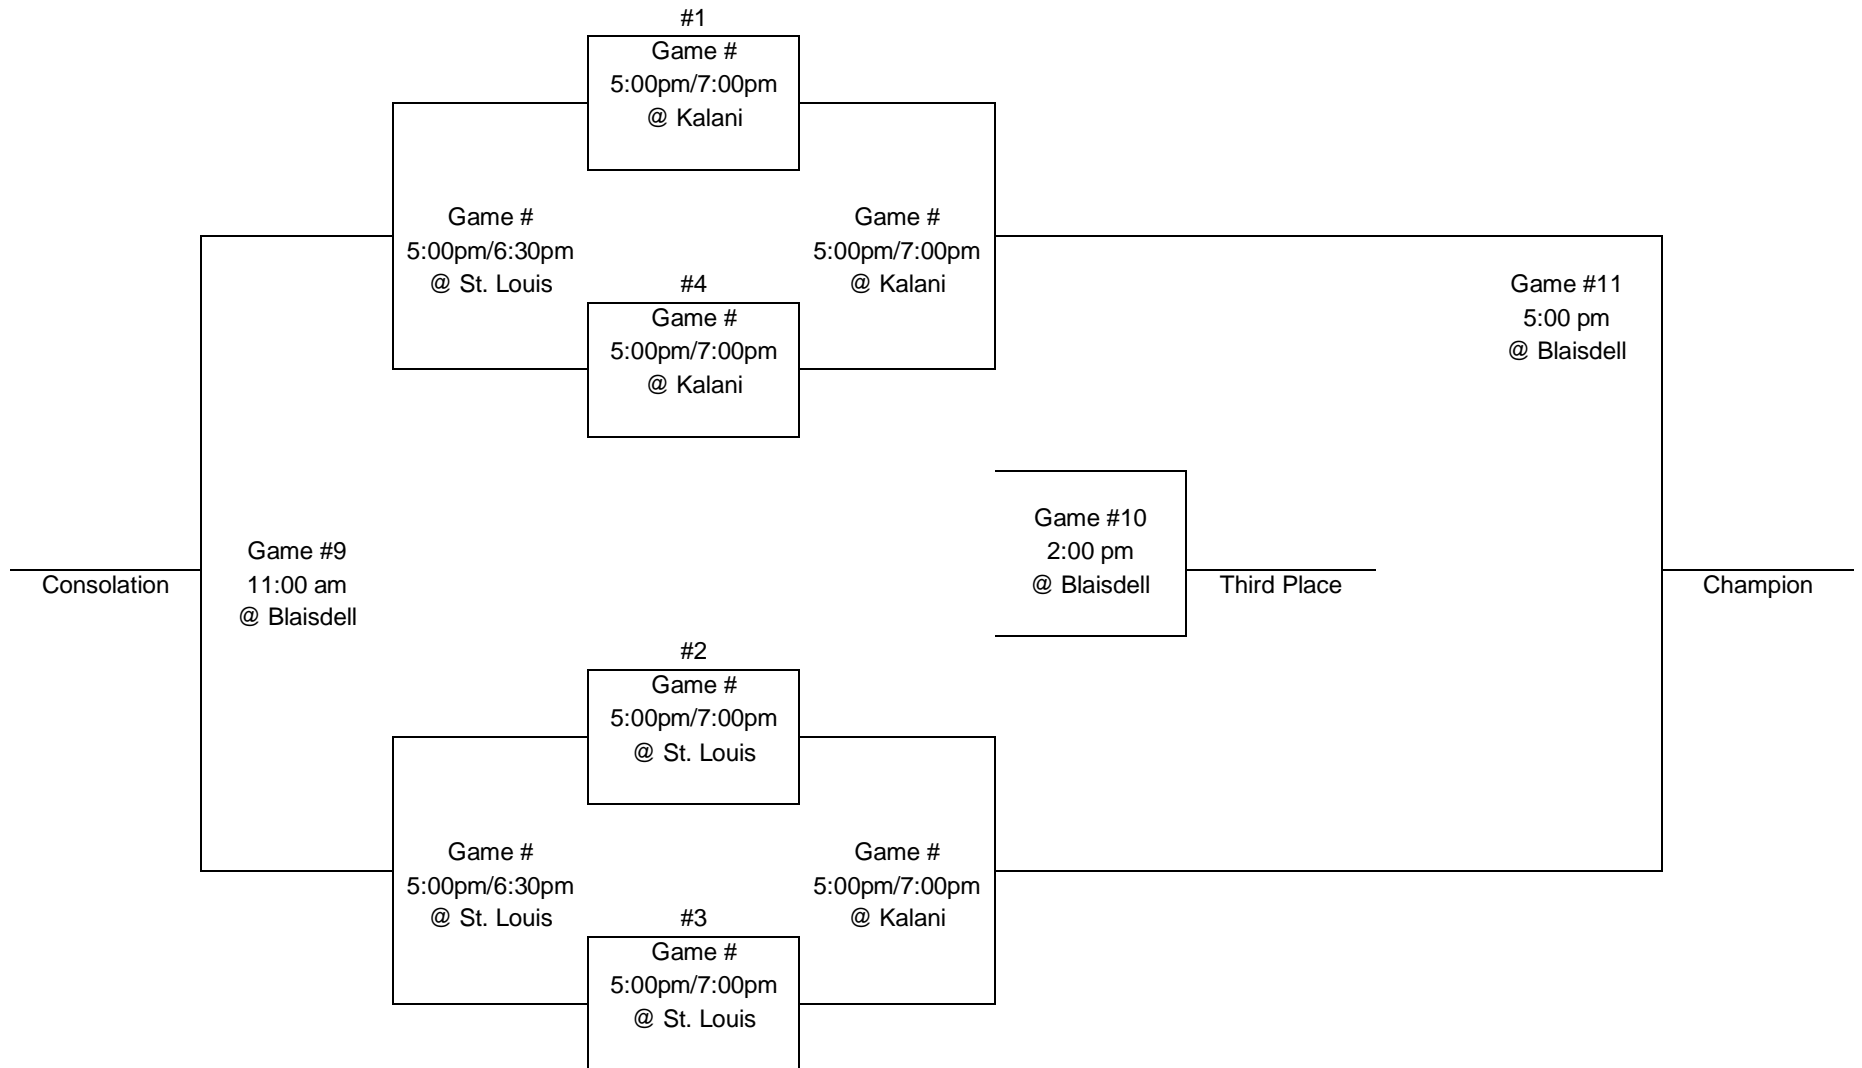 #1
Game #
5:00pm/7:00pm
@ Kalani
Game #
5:00pm/6:30pm
@ St. Louis
Game #
5:00pm/7:00pm
@ Kalani
#4
Game #
5:00pm/7:00pm
@ Kalani
Game #11
5:00 pm
@ Blaisdell
Game #10
2:00 pm
@ Blaisdell
Third Place
Champion
Consolation
Game #9
11:00 am
@ Blaisdell
#2
Game #
5:00pm/7:00pm
@ St. Louis
Game #
5:00pm/6:30pm
@ St. Louis
Game #
5:00pm/7:00pm
@ Kalani
#3
Game #
5:00pm/7:00pm
@ St. Louis